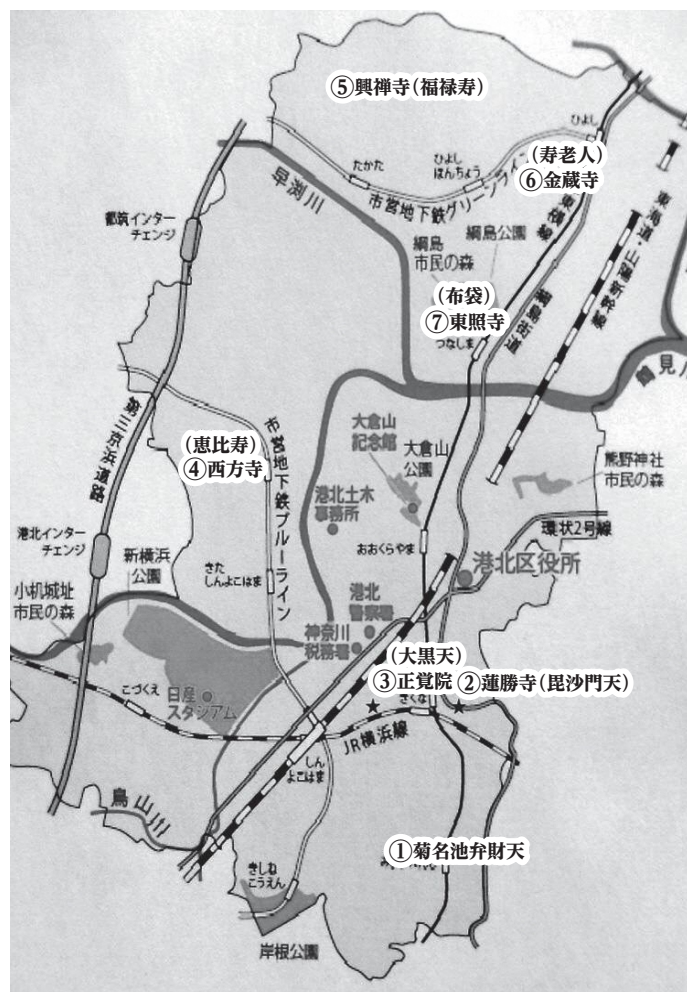 ⑤興禅寺(福禄寿)
ひよし
(寿老人)
⑥金蔵寺
ひよし
ほんちょう
たかた
市営地下鉄グリーンライン
早渕川
東横線
東海道・山陽新幹線
都筑インター
チェンジ
綱島公園
綱島
市民の森
(布袋)
⑦東照寺
つなしま
綱島街道
鶴見川
第三京浜道路
市営地下鉄ブルーライン
(恵比寿)
④西方寺
大倉山
記念館
大倉山
公園
熊野神社
市民の森
港北土木
事務所
環状2号線
おおくらやま
港北インター
チェンジ
新横浜
公園
きた
しんよこはま
港北区役所
小机城址
市民の森
港北
警察署
神奈川
税務署
(大黒天)
③正覚院
②蓮勝寺(毘沙門天)
きくな
こづくえ
日産
スタジアム
JR横浜線
しん
よこはま
鳥山川
①菊名池弁財天
きしね
こうえん
岸根公園